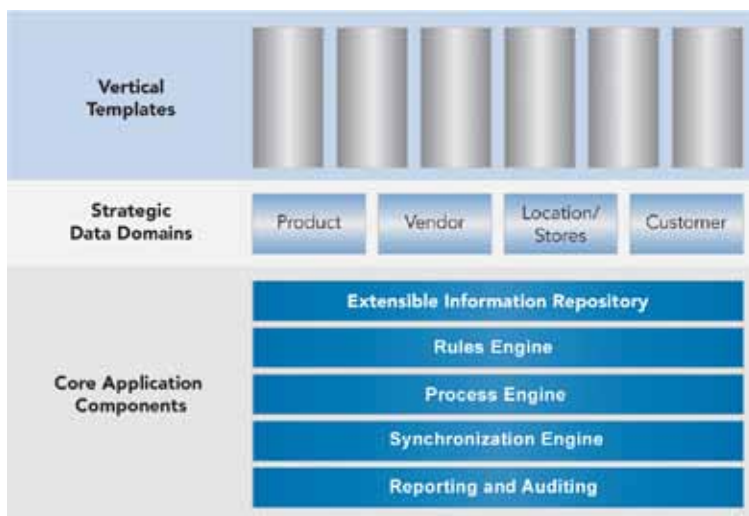 Vertical
Templates
Strategic
Data Domains
Product
Vendor
Location/
Stores
Customer
Core Application
Components
Extensible Information Repository
Rules Engine
Process Engine
Synchronization Engine
Reporting and Auditing